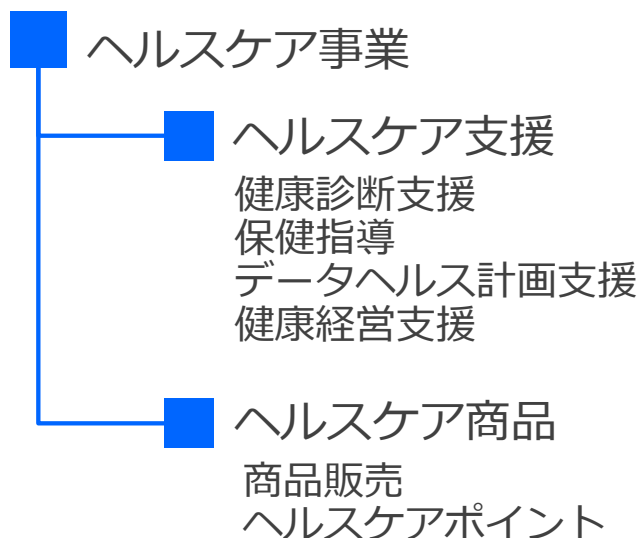 ヘルスケア事業
ヘルスケア支援
健康診断支援
保健指導
データヘルス計画支援
健康経営支援
ヘルスケア商品
商品販売
ヘルスケアポイント